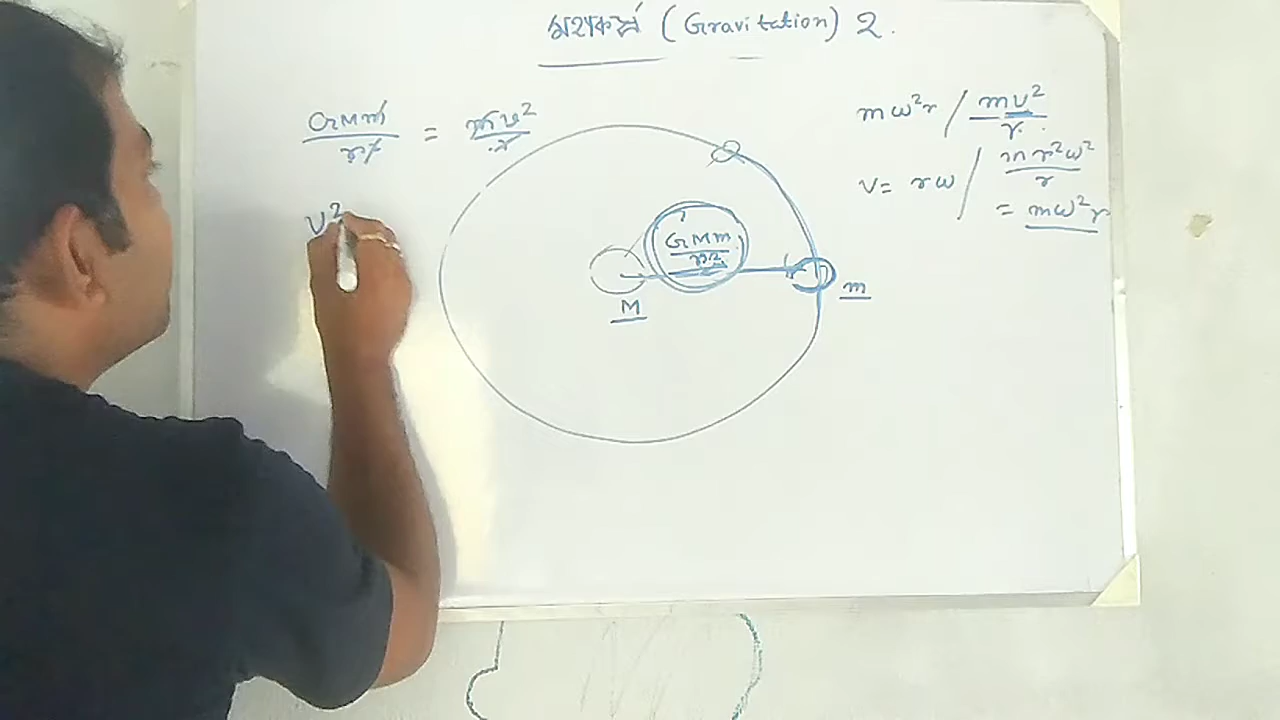 মহাকর্ষ (Gravitation) 2.
GMm/r² = mv²/r
v²
GMm/r²
M
m
mω²r / mv²/r
v = rω / mr²ω²/r
= mω²r